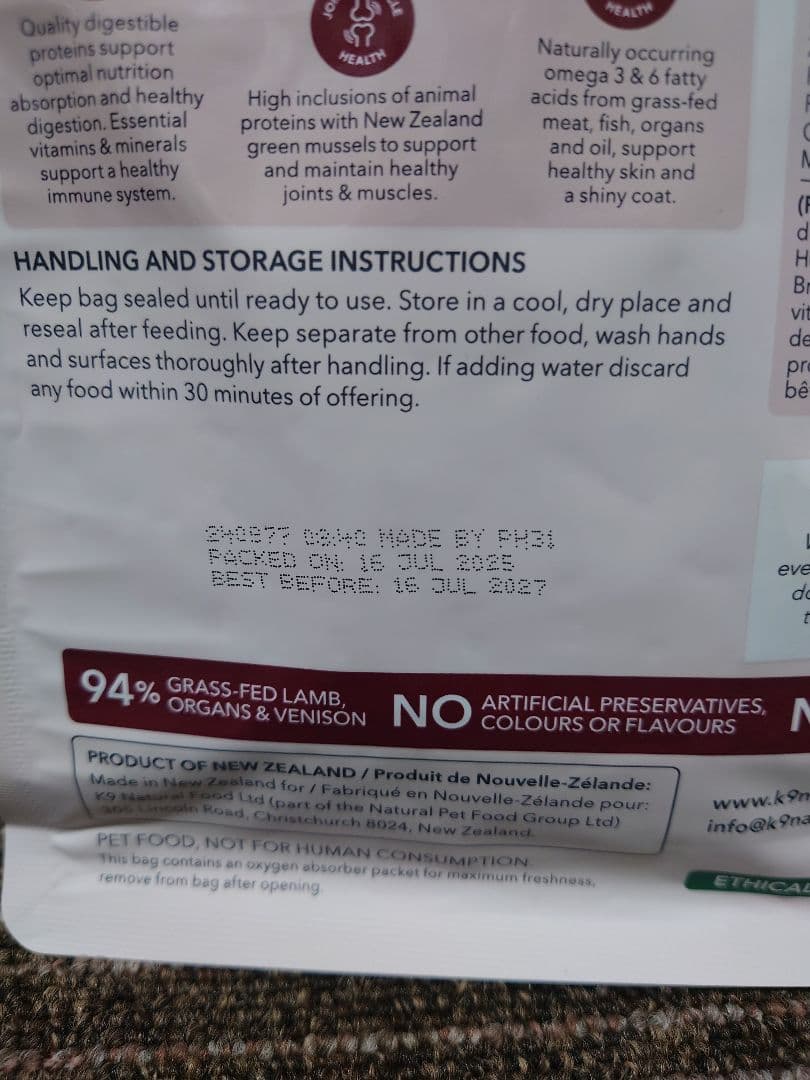 Quality digestible
proteins support
optimal nutrition
absorption and healthy
digestion. Essential
vitamins & minerals
support a healthy
immune system.
HEALTH
High inclusions of animal
proteins with New Zealand
green mussels to support
and maintain healthy
joints & muscles.
HEALTH
Naturally occurring
omega 3 & 6 fatty
acids from grass-fed
meat, fish, organs
and oil, support
healthy skin and
a shiny coat.
HANDLING AND STORAGE INSTRUCTIONS
Keep bag sealed until ready to use. Store in a cool, dry place and
reseal after feeding. Keep separate from other food, wash hands
and surfaces thoroughly after handling. If adding water discard
any food within 30 minutes of offering.
MADE BY PH31
PACKED ON: 16 JUL 2025
BEST BEFORE: 16 JUL 2027
94% GRASS-FED LAMB,
ORGANS & VENISON
NO ARTIFICIAL PRESERVATIVES,
COLOURS OR FLAVOURS
PRODUCT OF NEW ZEALAND / Produit de Nouvelle-Zélande:
Made in New Zealand for / Fabriqué en Nouvelle-Zélande pour:
K9 Natural Food Ltd (part of the Natural Pet Food Group Ltd)
Lincoln Road, Christchurch 8024, New Zealand.
PET FOOD, NOT FOR HUMAN CONSUMPTION
This bag contains an oxygen absorber packet for maximum freshness,
remove from bag after opening.